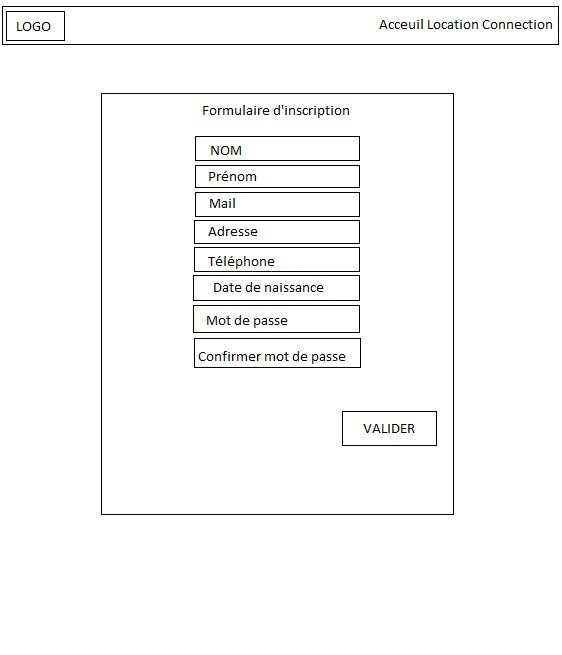 LOGO
Acceuil Location Connection
Formulaire d'inscription
NOM
Prénom
Mail
Adresse
Téléphone
Date de naissance
Mot de passe
Confirmer mot de passe
VALIDER